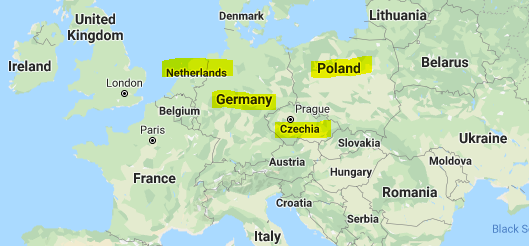 Denmark
Lithuania
United
Kingdom
Ireland
Netherlands
Poland
Belarus
London
Germany
Belgium
Prague
Czechia
Paris
Slovakia
Ukraine
Austria
Moldova
France
Hungary
Romania
Croatia
Serbia
Italy
Black S